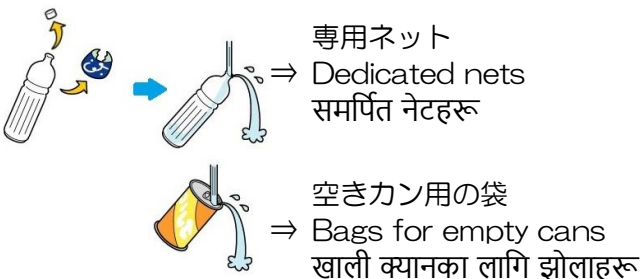 専用ネット
⇒ Dedicated nets
समर्पित नेटहरू
空きカン用の袋
⇒ Bags for empty cans
खाली क्यानका लागि झोलाहरू